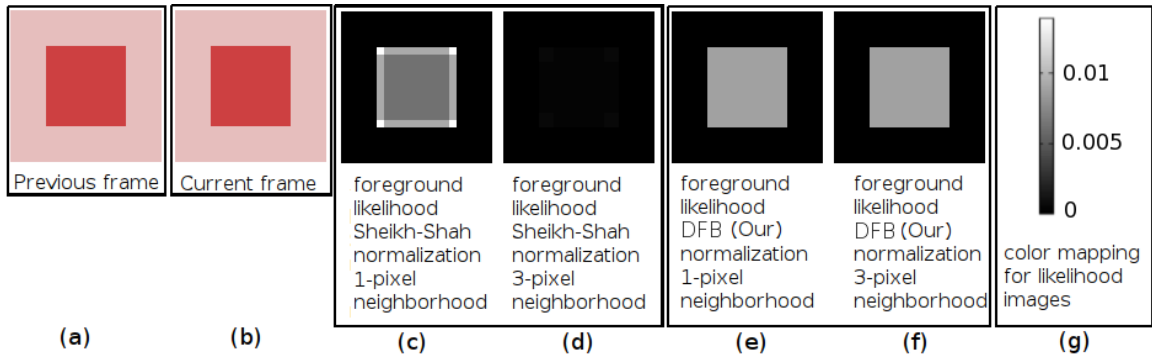 Previous frame
Current frame
foreground
likelihood
Sheikh-Shah
normalization
1-pixel
neighborhood
foreground
likelihood
Sheikh-Shah
normalization
3-pixel
neighborhood
foreground
likelihood
DFB (Our)
normalization
1-pixel
neighborhood
foreground
likelihood
DFB (Our)
normalization
3-pixel
neighborhood
0.01
0.005
0
color mapping
for likelihood
images
(a)
(b)
(c)
(d)
(e)
(f)
(g)